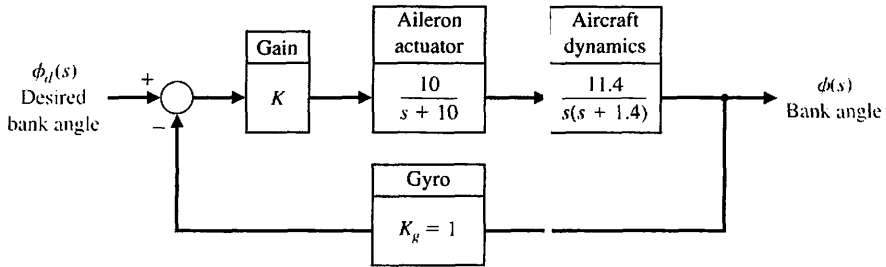 Aileron
actuator
Aircraft
dynamics
Gain
ϕ_d(s)
Desired
bank angle
+
−
K
10
s + 10
11.4
s(s + 1.4)
ϕ(s)
Bank angle
Gyro
K_g = 1